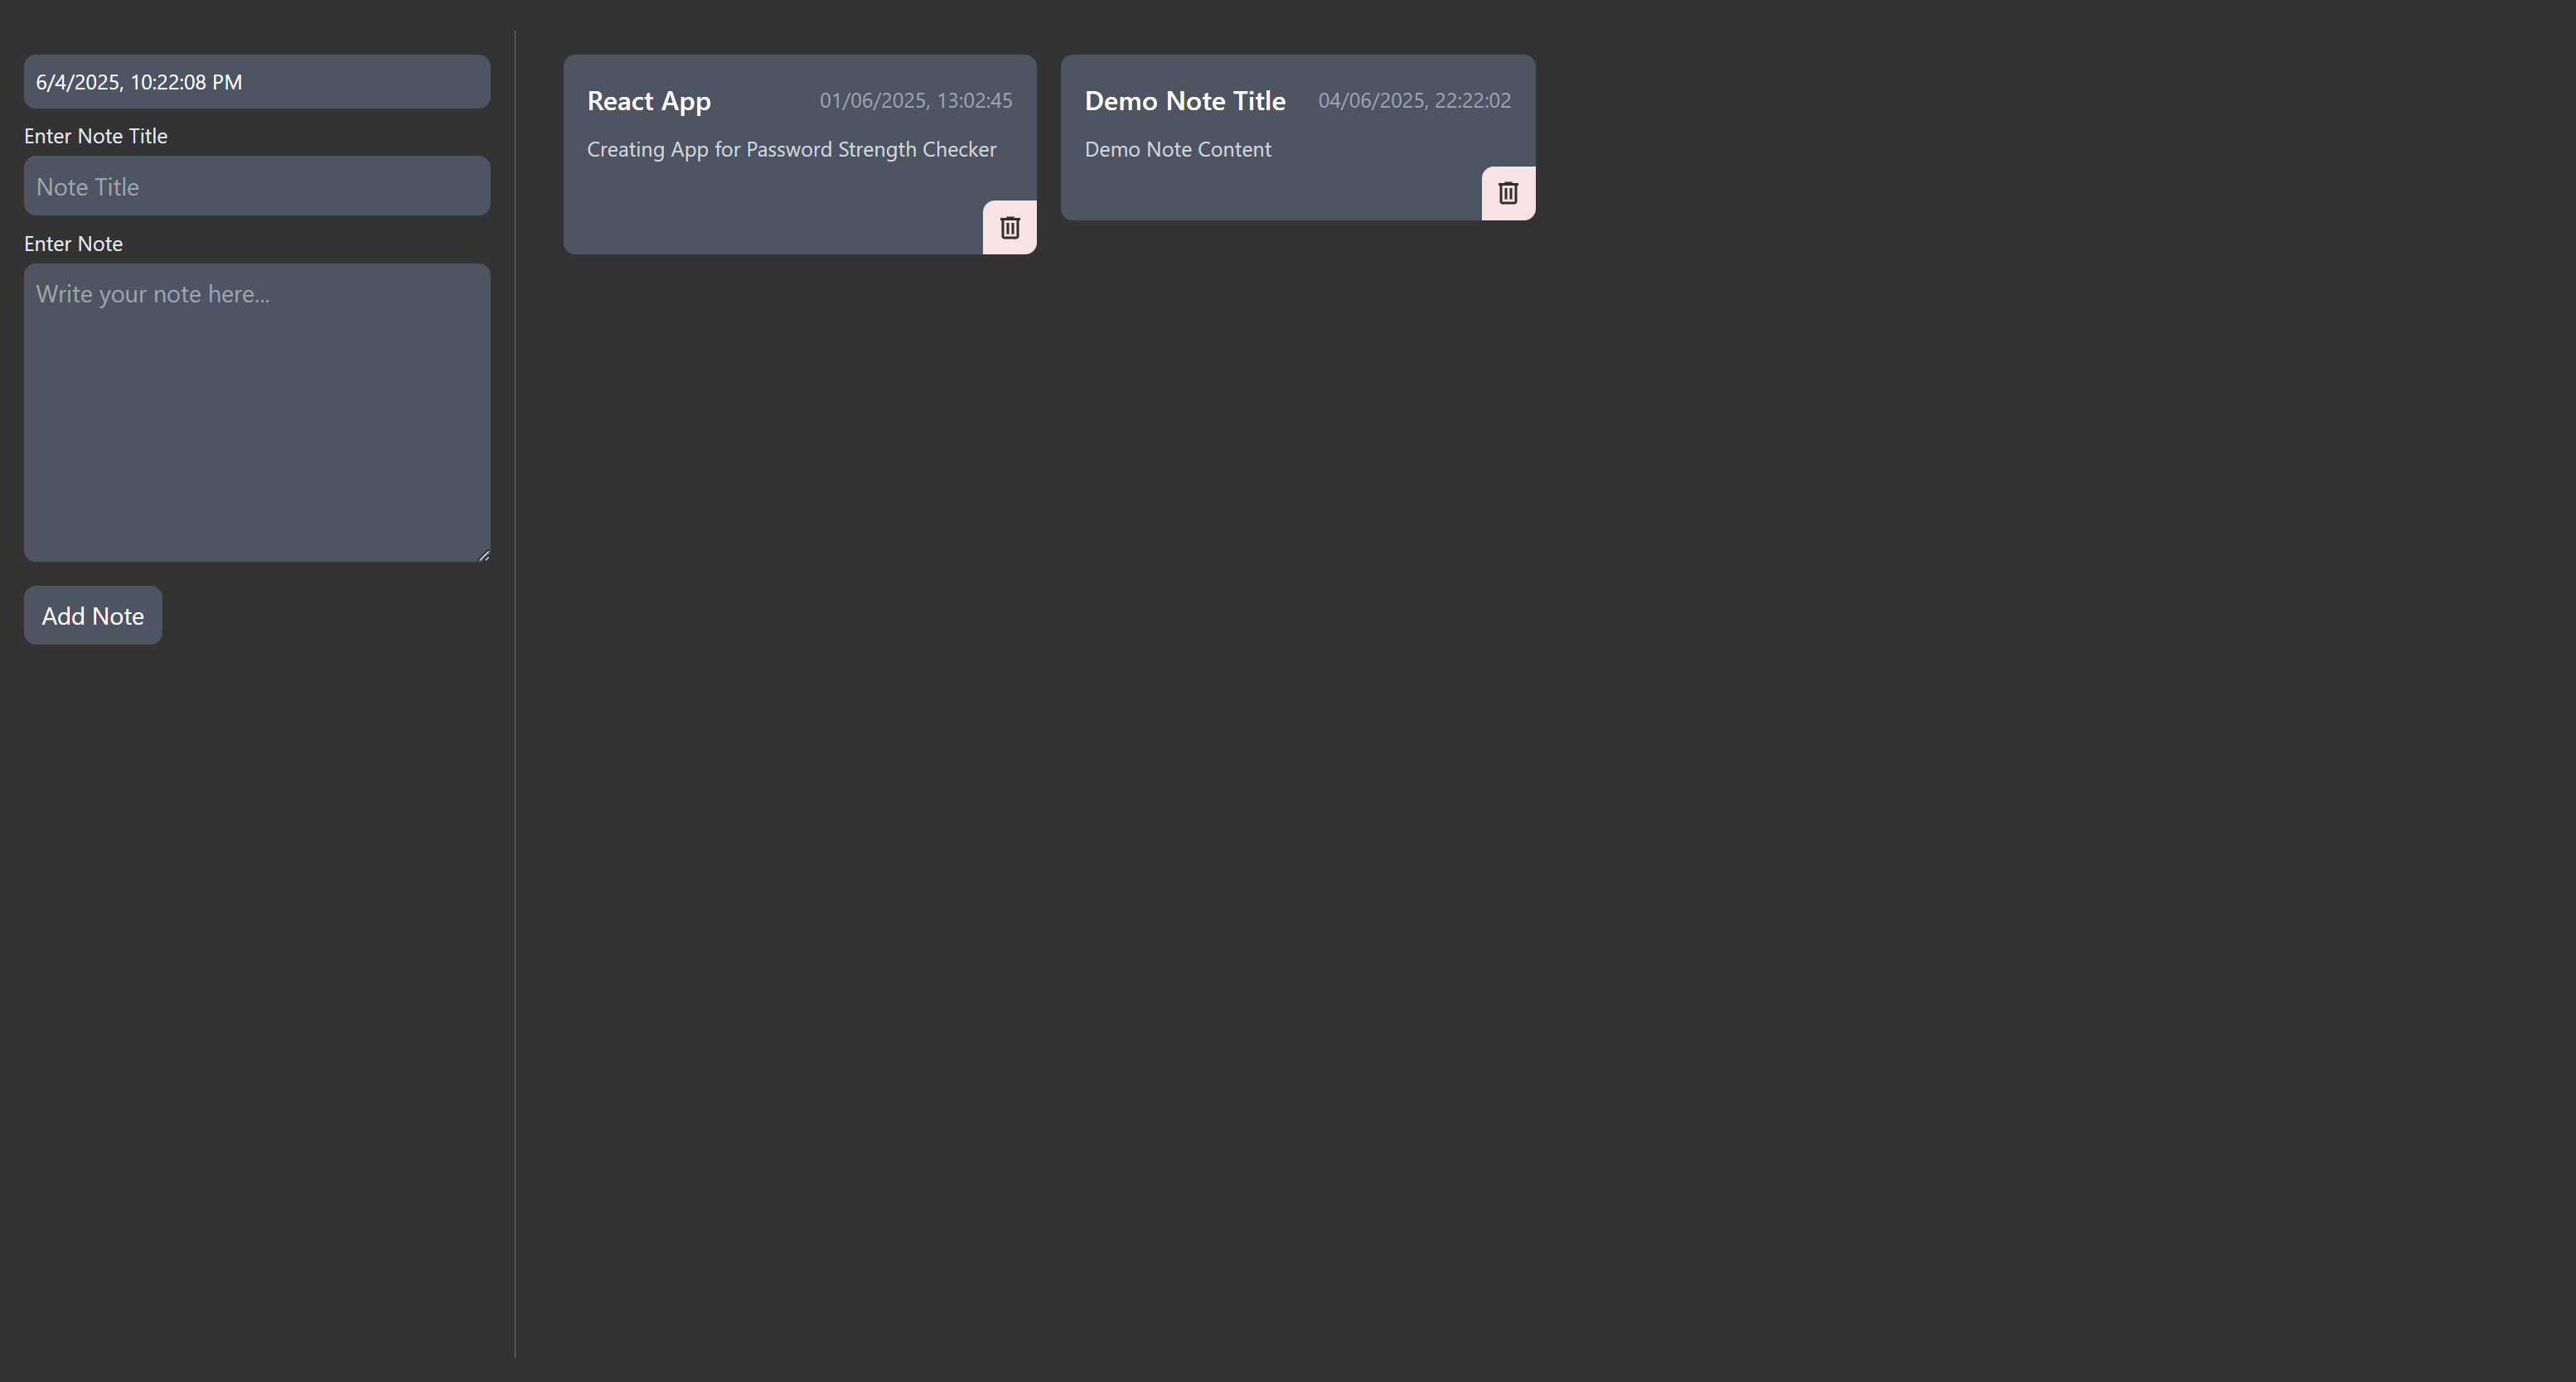 6/4/2025, 10:22:08 PM
Enter Note Title
Note Title
Enter Note
Write your note here...
Add Note
React App 01/06/2025, 13:02:45
Creating App for Password Strength Checker
Demo Note Title 04/06/2025, 22:22:02
Demo Note Content